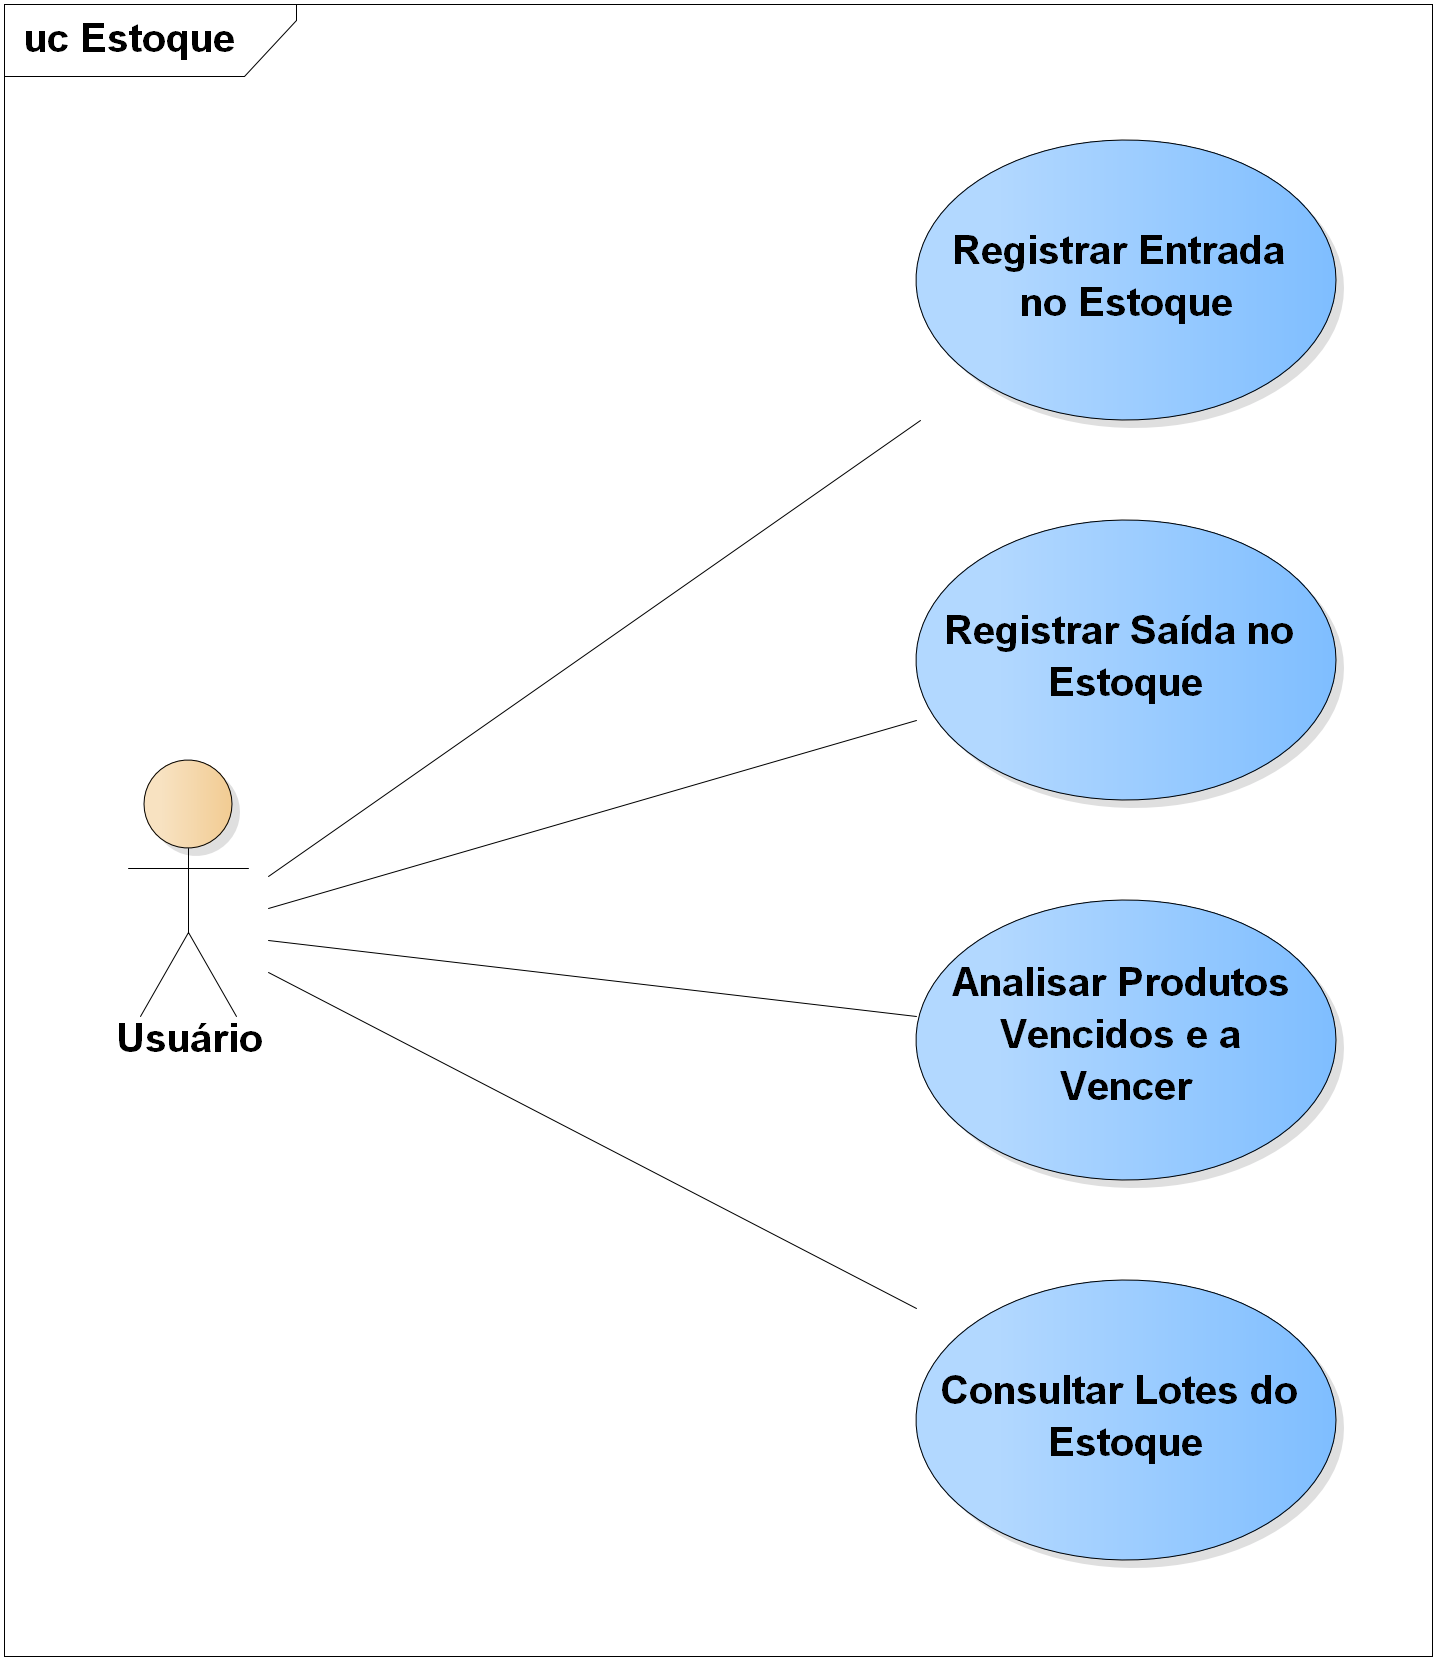 uc Estoque
Registrar Entrada
no Estoque
Registrar Saída no
Estoque
Usuário
Analisar Produtos
Vencidos e a
Vencer
Consultar Lotes do
Estoque